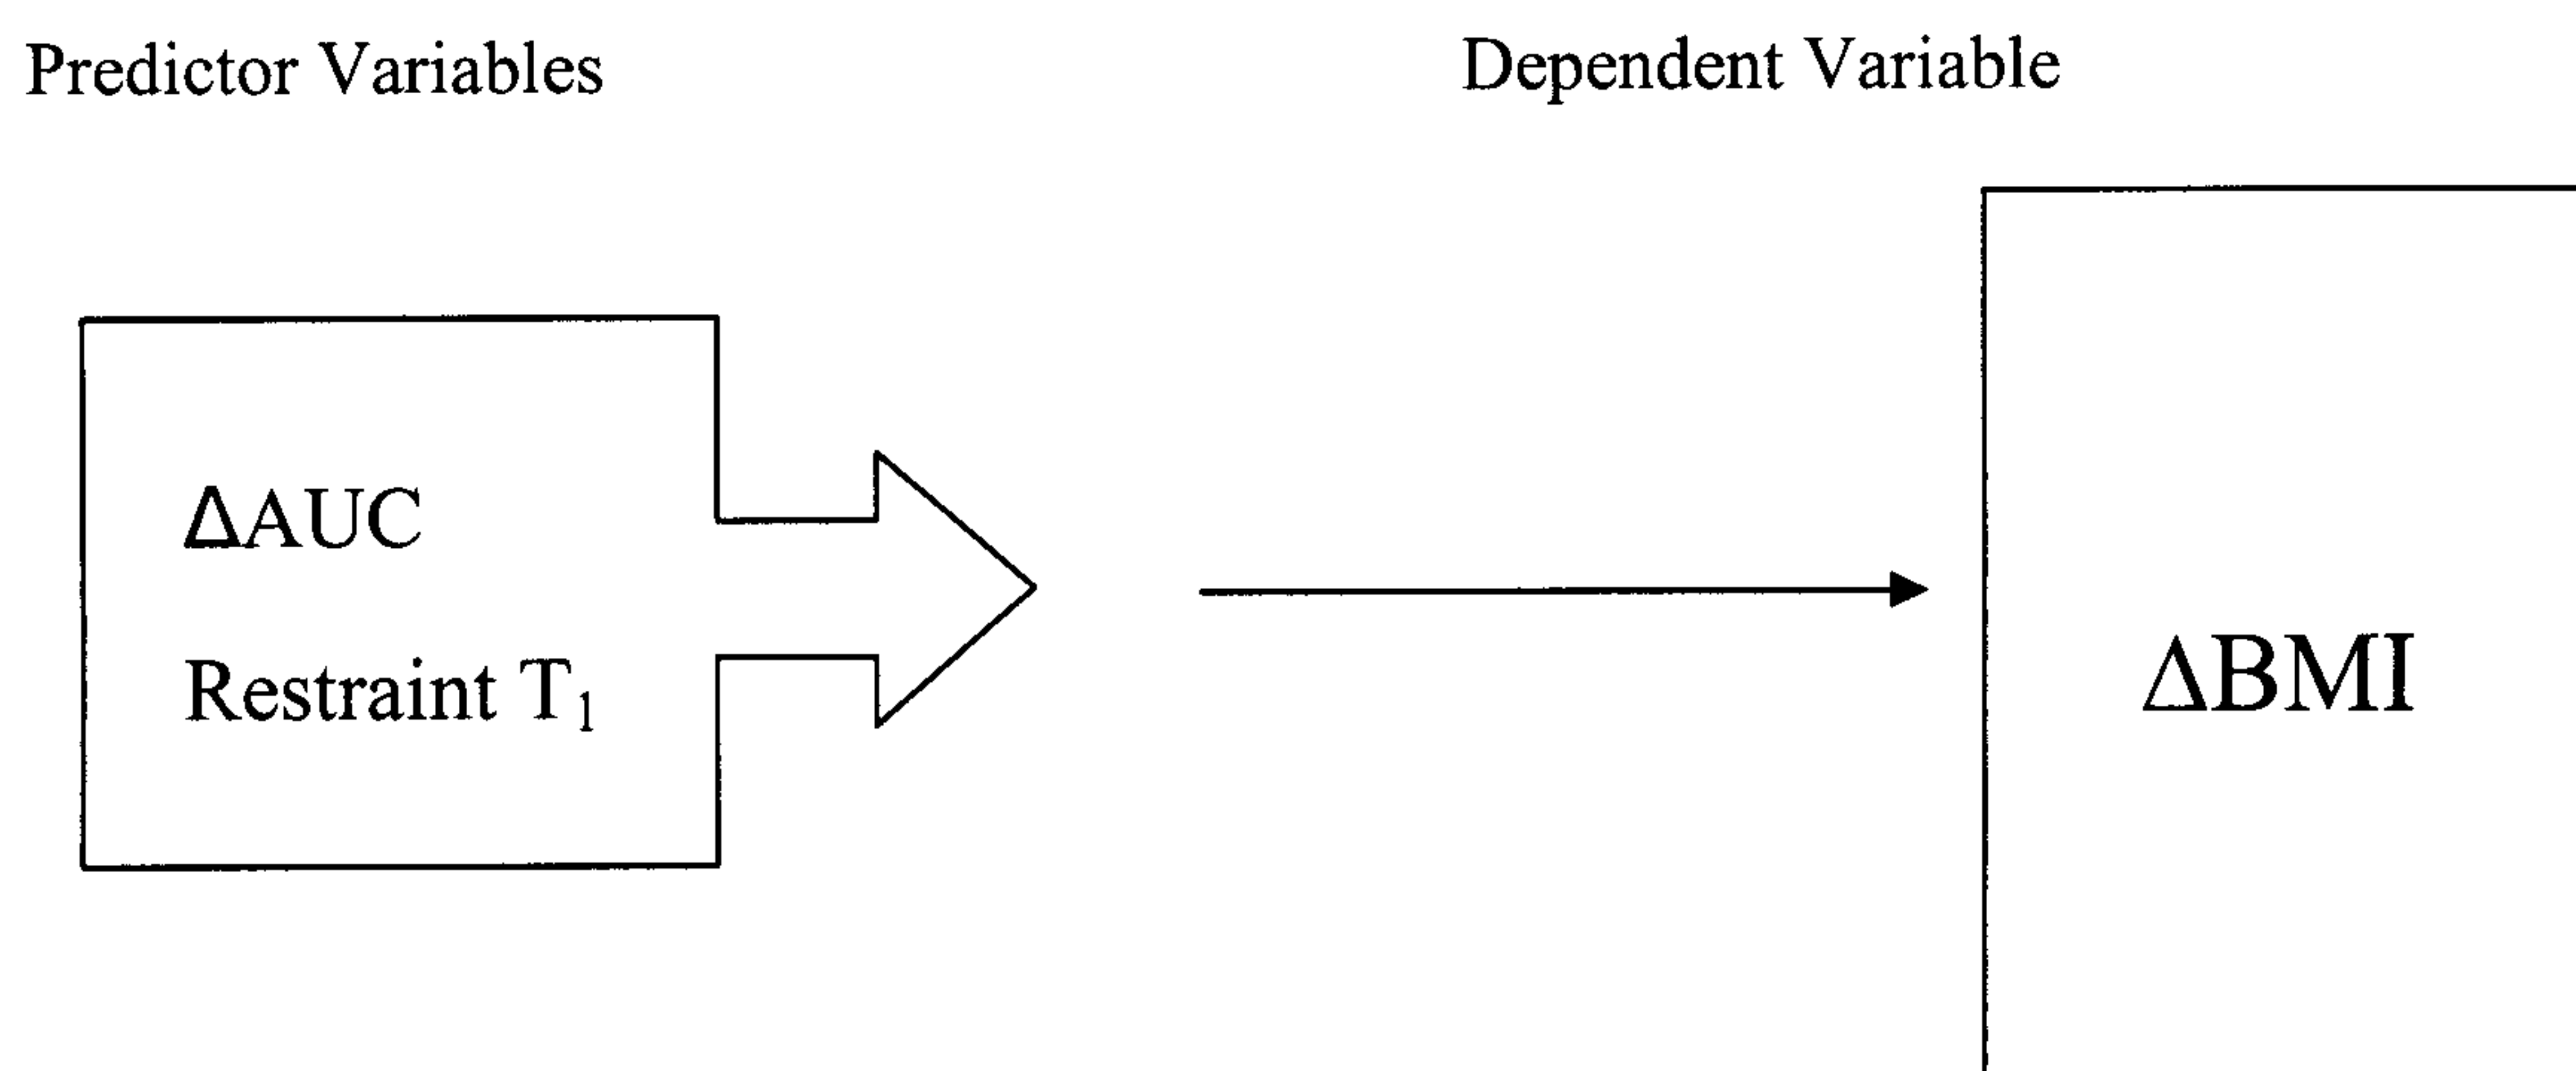 Predictor Variables
Dependent Variable
ΔAUC
Restraint T₁
ΔBMI